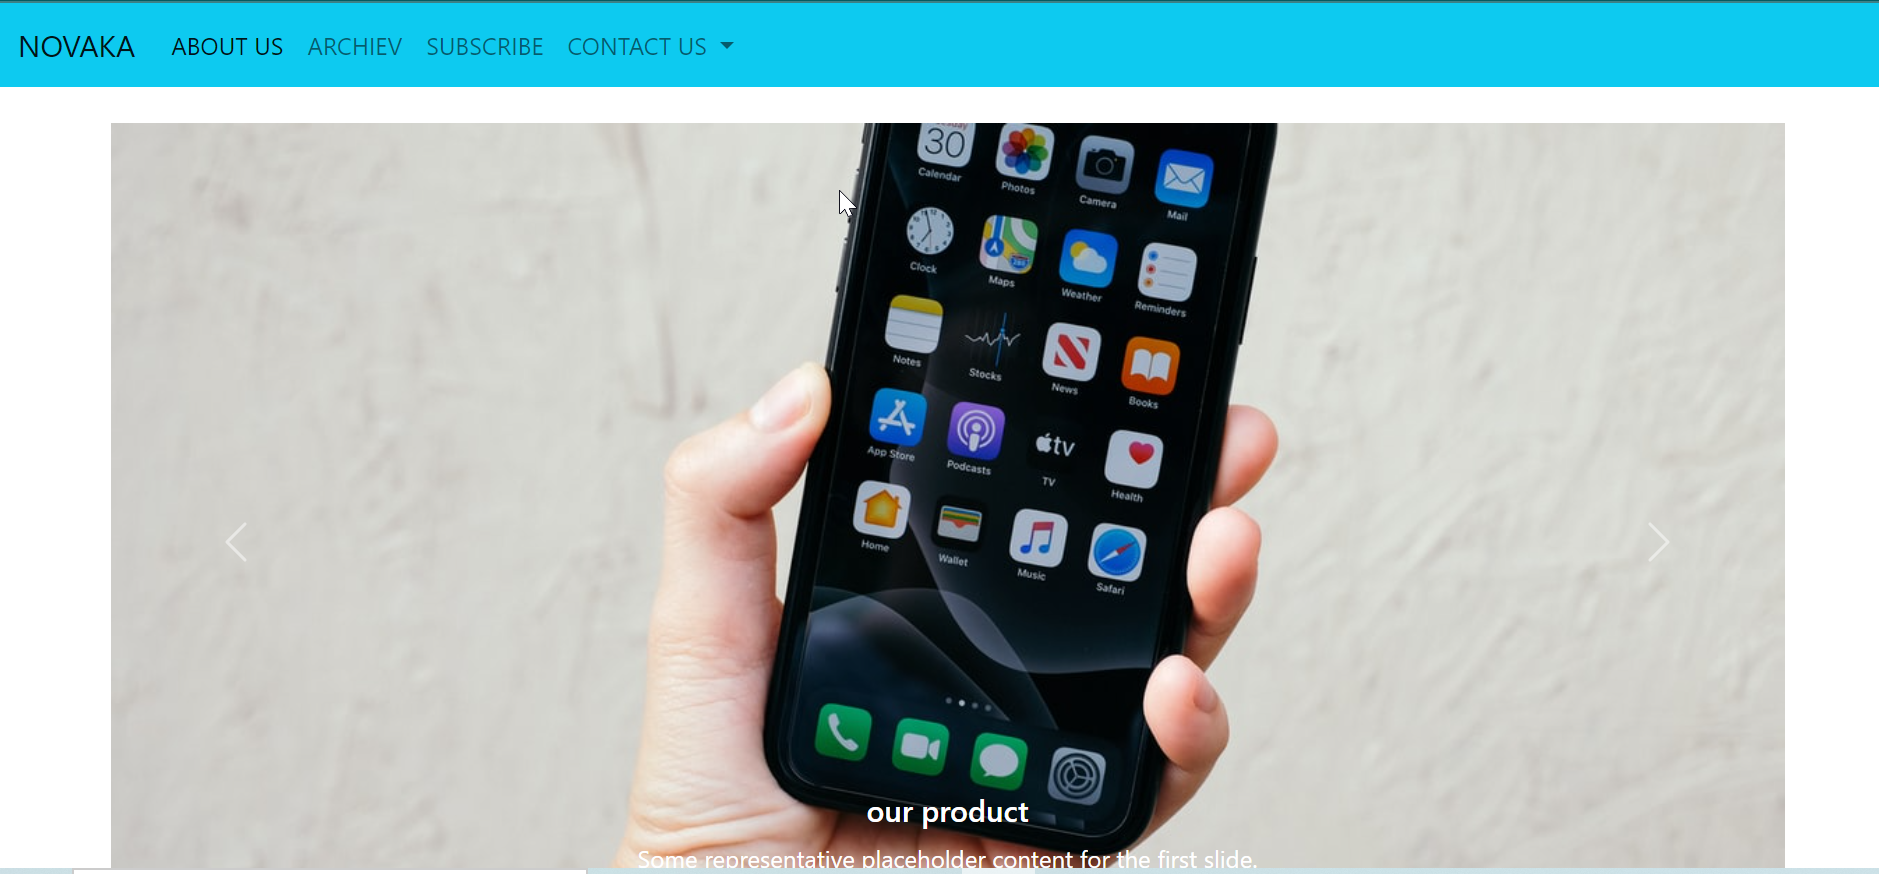 NOVAKA ABOUT US ARCHIEV SUBSCRIBE CONTACT US
30
Calendar Photos Camera Mail
Clock Maps Weather Reminders
280
Notes Stocks News Books
tv
App Store Podcasts TV Health
Home Wallet Music Safari
our product
Some representative placeholder content for the first slide.